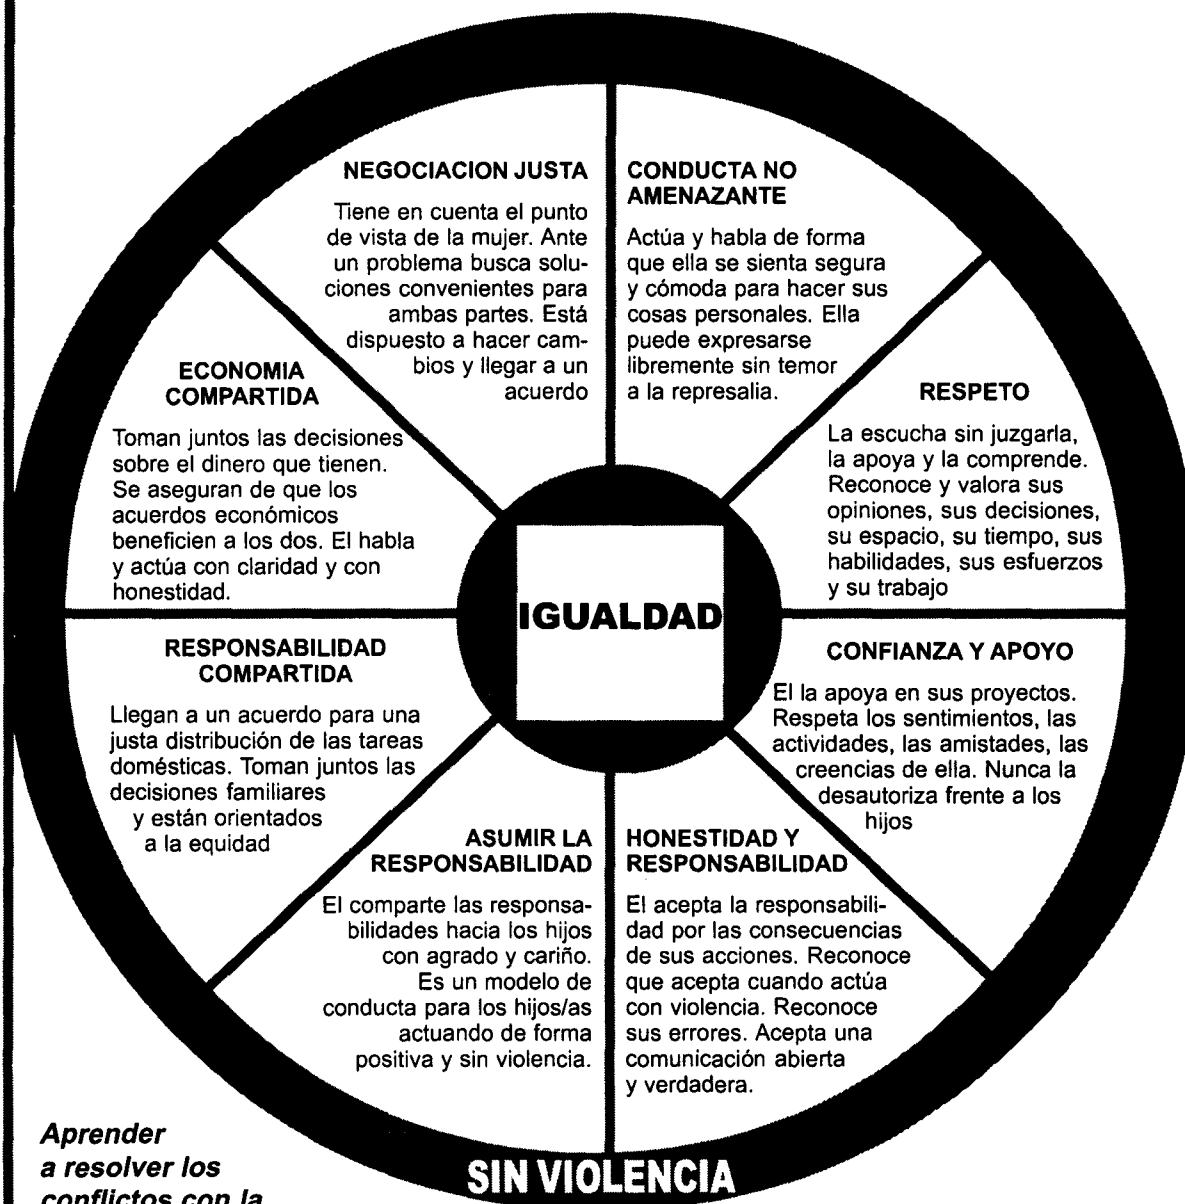 NEGOCIACION JUSTA
Tiene en cuenta el punto
de vista de la mujer. Ante
un problema busca solu-
ciones convenientes para
ambas partes. Está
dispuesto a hacer cam-
bios y llegar a un
acuerdo
CONDUCTA NO
AMENAZANTE
Actúa y habla de forma
que ella se sienta segura
y cómoda para hacer sus
cosas personales. Ella
puede expresarse
libremente sin temor
a la represalia.
RESPETO
La escucha sin juzgarla,
la apoya y la comprende.
Reconoce y valora sus
opiniones, sus decisiones,
su espacio, su tiempo, sus
habilidades, sus esfuerzos
y su trabajo
CONFIANZA Y APOYO
El la apoya en sus proyectos.
Respeta los sentimientos, las
actividades, las amistades, las
creencias de ella. Nunca la
desautoriza frente a los
hijos
HONESTIDAD Y
RESPONSABILIDAD
El acepta la responsabili-
dad por las consecuencias
de sus acciones. Reconoce
que acepta cuando actúa
con violencia. Reconoce
sus errores. Acepta una
comunicación abierta
y verdadera.
ASUMIR LA
RESPONSABILIDAD
El comparte las responsa-
bilidades hacia los hijos
con agrado y cariño.
Es un modelo de
conducta para los hijos/as
actuando de forma
positiva y sin violencia.
RESPONSABILIDAD
COMPARTIDA
Llegan a un acuerdo para una
justa distribución de las tareas
domésticas. Toman juntos las
decisiones familiares
y están orientados
a la equidad
ECONOMIA
COMPARTIDA
Toman juntos las decisiones
sobre el dinero que tienen.
Se aseguran de que los
acuerdos económicos
beneficien a los dos. El habla
y actúa con claridad y con
honestidad.
IGUALDAD
SIN VIOLENCIA
Aprender
a resolver los
conflictos con la